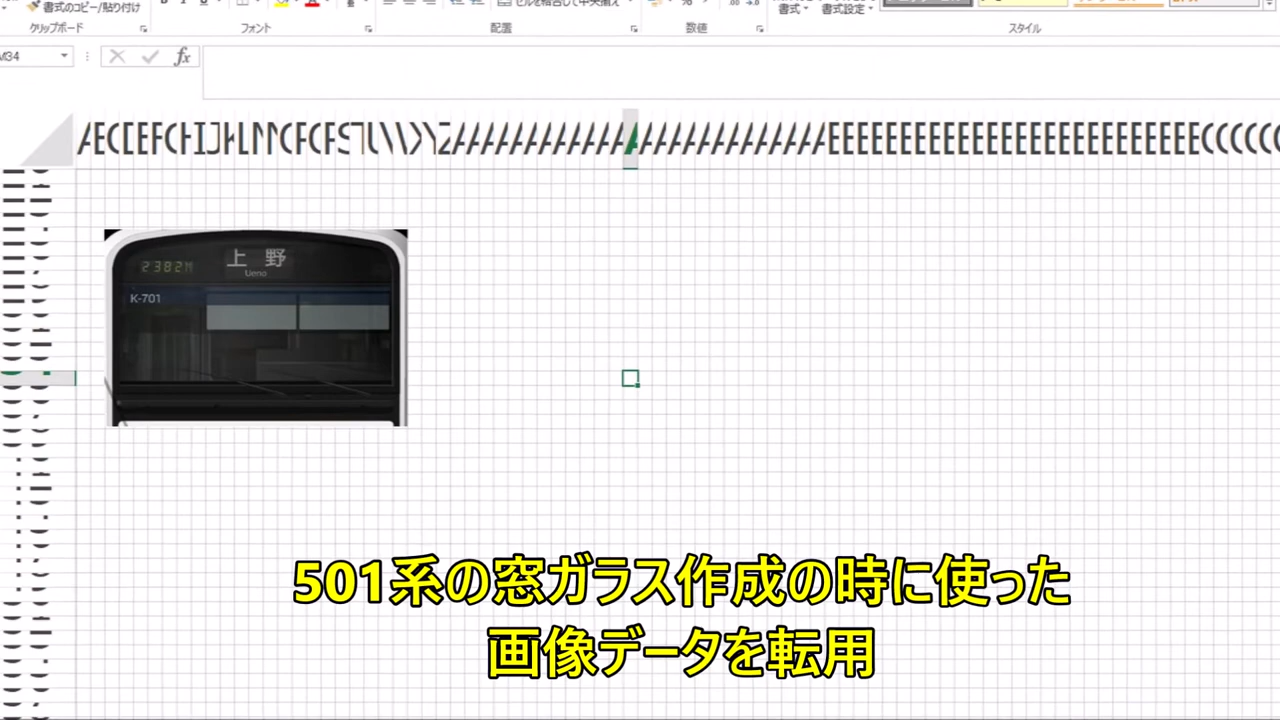 書式のコピー/貼り付け
セルを結合して中央揃え
%
書式
書式設定
クリップボード
フォント
配置
数値
スタイル
M34
fx
上 野
Ueno
2382M
K-701
501系の窓ガラス作成の時に使った
画像データを転用